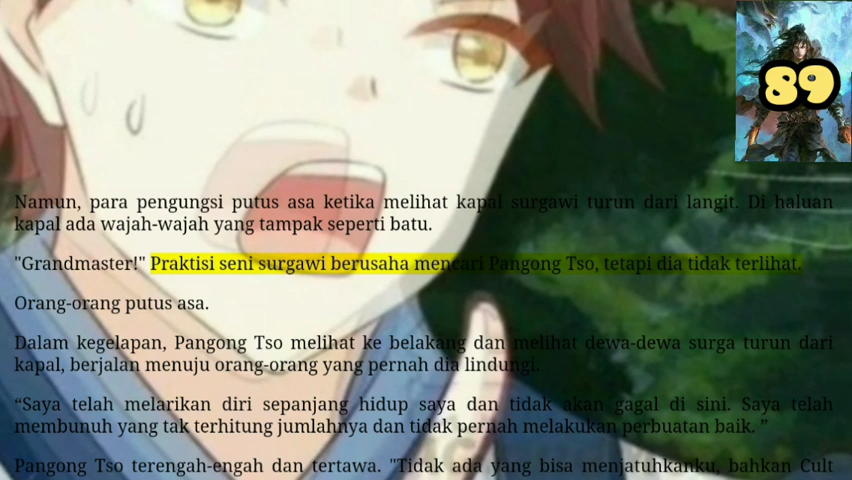 89
Namun, para pengungsi putus asa ketika melihat kapal surgawi turun dari langit. Di haluan
kapal ada wajah-wajah yang tampak seperti batu.
"Grandmaster!" Praktisi seni surgawi berusaha mencari Pangong Tso, tetapi dia tidak terlihat.
Orang-orang putus asa.
Dalam kegelapan, Pangong Tso melihat ke belakang dan melihat dewa-dewa surga turun dari
kapal, berjalan menuju orang-orang yang pernah dia lindungi.
“Saya telah melarikan diri sepanjang hidup saya dan tidak akan gagal di sini. Saya telah
membunuh yang tak terhitung jumlahnya dan tidak pernah melakukan perbuatan baik. ”
Pangong Tso terengah-engah dan tertawa. "Tidak ada yang bisa menjatuhkanku, bahkan Cult